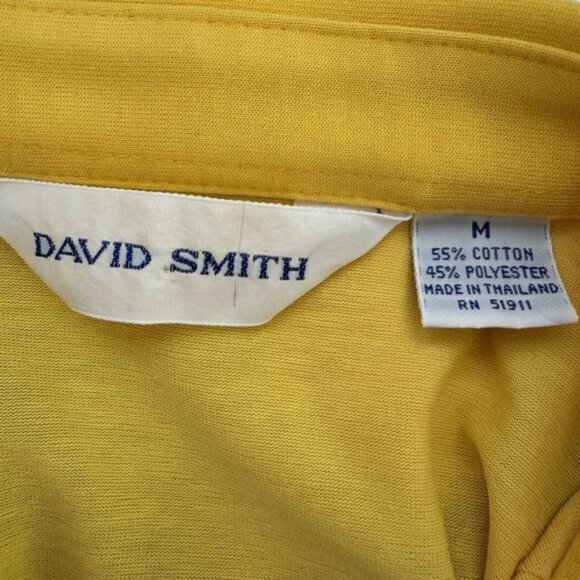 DAVID SMITH
M
55% COTTON
45% POLYESTER
MADE IN THAILAND
RN 51911